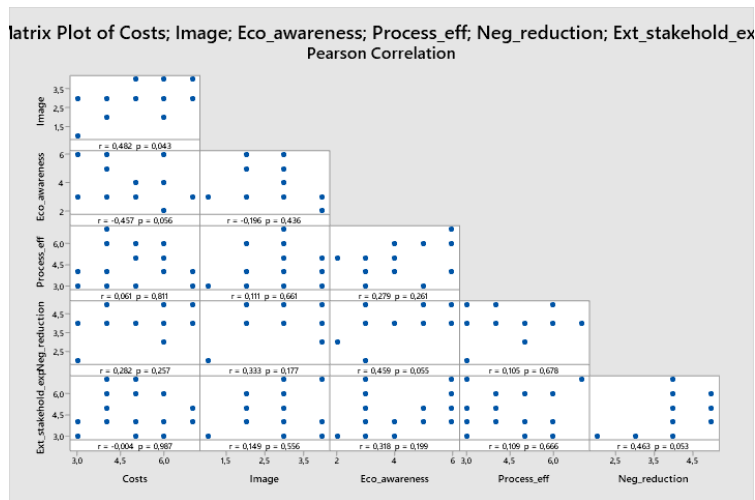 Matrix Plot of Costs; Image; Eco_awareness; Process_eff; Neg_reduction; Ext_stakehold_ex
Pearson Correlation
Image
3,5
2,5
1,5
r = 0,482 p = 0,043
Eco_awareness
6
4
2
r = -0,457 p = 0,056
r = -0,196 p = 0,436
Process_eff
6,0
4,5
3,0
r = 0,061 p = 0,811
r = 0,111 p = 0,661
r = 0,279 p = 0,261
Neg_reduction
4,5
3,5
2,5
r = 0,282 p = 0,257
r = 0,333 p = 0,177
r = 0,459 p = 0,055
r = 0,105 p = 0,678
Ext_stakehold_exp
6,0
4,5
3,0
r = -0,004 p = 0,987
r = 0,149 p = 0,556
r = 0,318 p = 0,199
r = 0,109 p = 0,666
r = 0,463 p = 0,053
3,0 4,5 6,0
1,5 2,5 3,5
2 4 6
3,0 4,5 6,0
2,5 3,5 4,5
Costs Image Eco_awareness Process_eff Neg_reduction